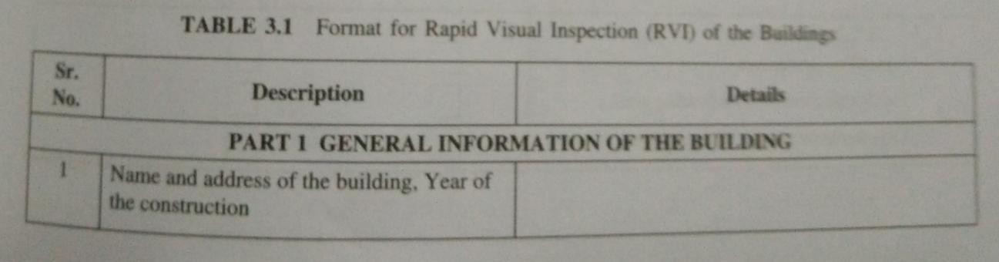 TABLE 3.1 Format for Rapid Visual Inspection (RVI) of the Buildings
Sr.
No.
Description
Details
PART 1 GENERAL INFORMATION OF THE BUILDING
1
Name and address of the building, Year of
the construction